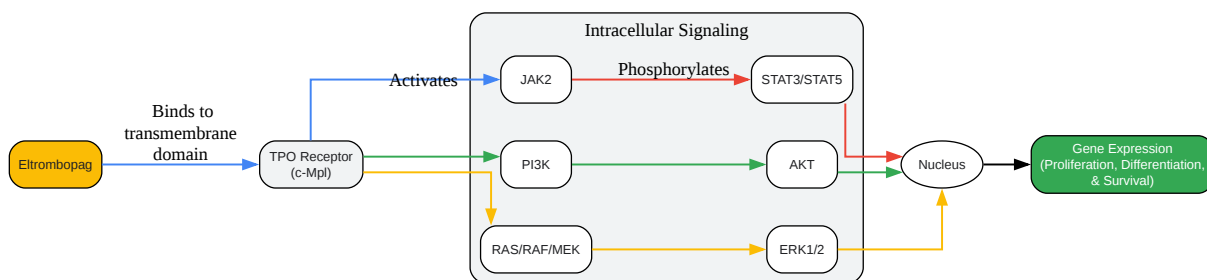 Intracellular Signaling
Activates
JAK2
Phosphorylates
STAT3/STAT5
Binds to
transmembrane
domain
Eltrombopag
TPO Receptor
(c-Mpl)
PI3K
AKT
Nucleus
Gene Expression
(Proliferation, Differentiation,
& Survival)
RAS/RAF/MEK
ERK1/2